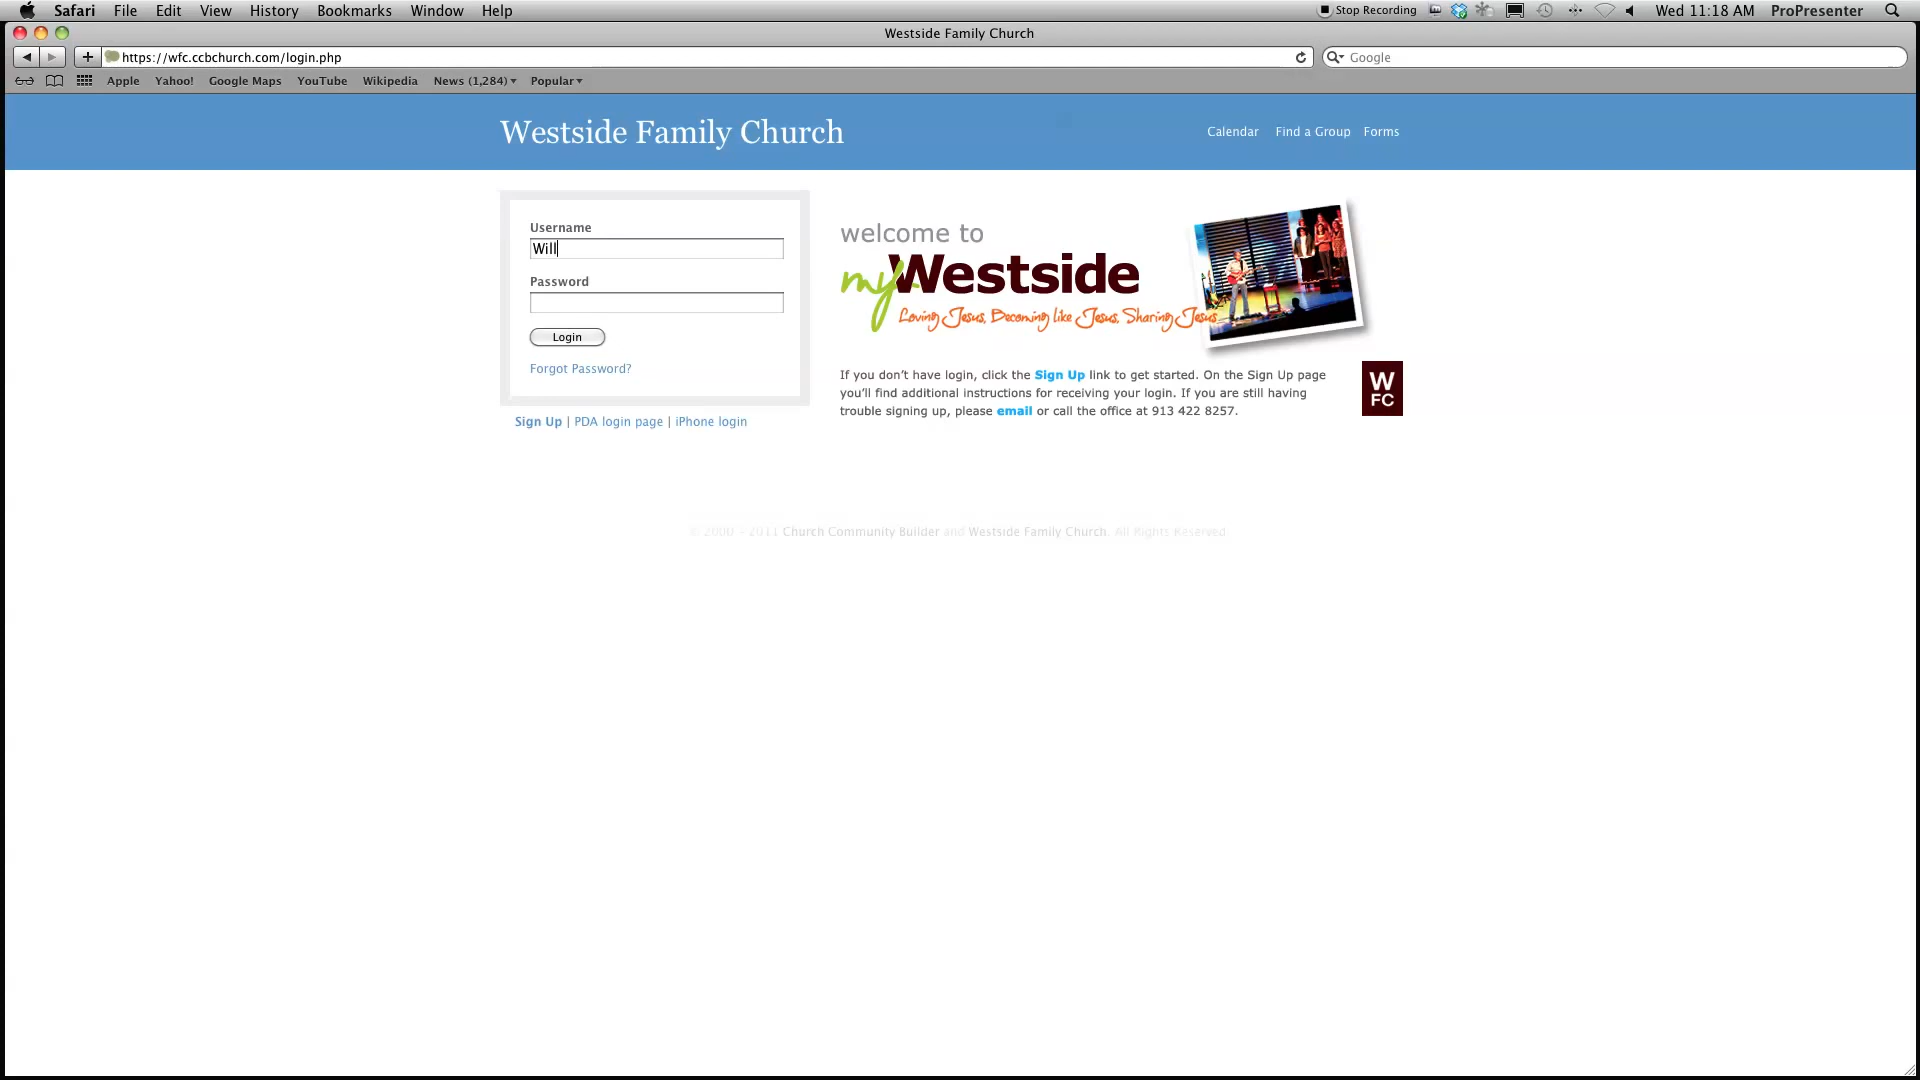 Safari File Edit View History Bookmarks Window Help Stop Recording Wed 11:18 AM ProPresenter
Westside Family Church
https://wfc.ccbchurch.com/login.php Google
Apple Yahoo! Google Maps YouTube Wikipedia News (1,284) Popular
Westside Family Church Calendar Find a Group Forms
Username
Will
Password
Login
Forgot Password?
Sign Up | PDA login page | iPhone login
welcome to
myWestside
Loving Jesus, Becoming like Jesus, Sharing Jesus
If you don't have login, click the Sign Up link to get started. On the Sign Up page
you'll find additional instructions for receiving your login. If you are still having
trouble signing up, please email or call the office at 913 422 8257.
W
FC
© 2000 - 2011 Church Community Builder and Westside Family Church. All Rights Reserved